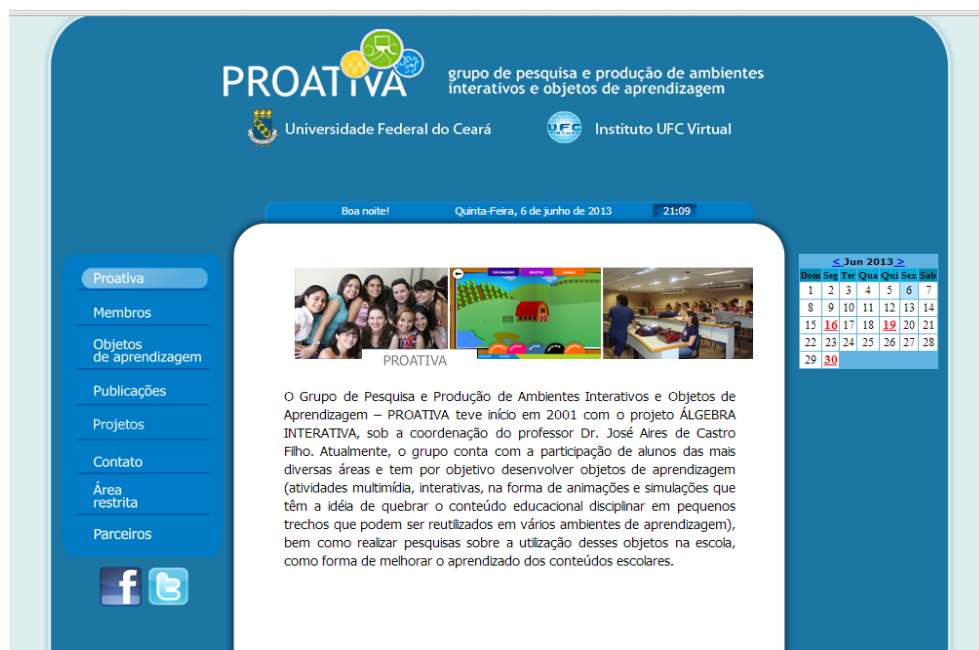 PROATIVA
grupo de pesquisa e produção de ambientes
interativos e objetos de aprendizagem
Universidade Federal do Ceará
UFC
Instituto UFC Virtual
Boa noite! Quinta-Feira, 6 de junho de 2013 21:09
Proativa
Membros
Objetos
de aprendizagem
Publicações
Projetos
Contato
Área
restrita
Parceiros
PROATIVA
O Grupo de Pesquisa e Produção de Ambientes Interativos e Objetos de
Aprendizagem – PROATIVA teve início em 2001 com o projeto ÁLGEBRA
INTERATIVA, sob a coordenação do professor Dr. José Aires de Castro
Filho. Atualmente, o grupo conta com a participação de alunos das mais
diversas áreas e tem por objetivo desenvolver objetos de aprendizagem
(atividades multimídia, interativas, na forma de animações e simulações que
têm a idéia de quebrar o conteúdo educacional disciplinar em pequenos
trechos que podem ser reutilizados em vários ambientes de aprendizagem),
bem como realizar pesquisas sobre a utilização desses objetos na escola,
como forma de melhorar o aprendizado dos conteúdos escolares.
< Jun 2013 >
Dom Seg Ter Qua Qui Sex Sab
1 2 3 4 5 6 7
8 9 10 11 12 13 14
15 16 17 18 19 20 21
22 23 24 25 26 27 28
29 30